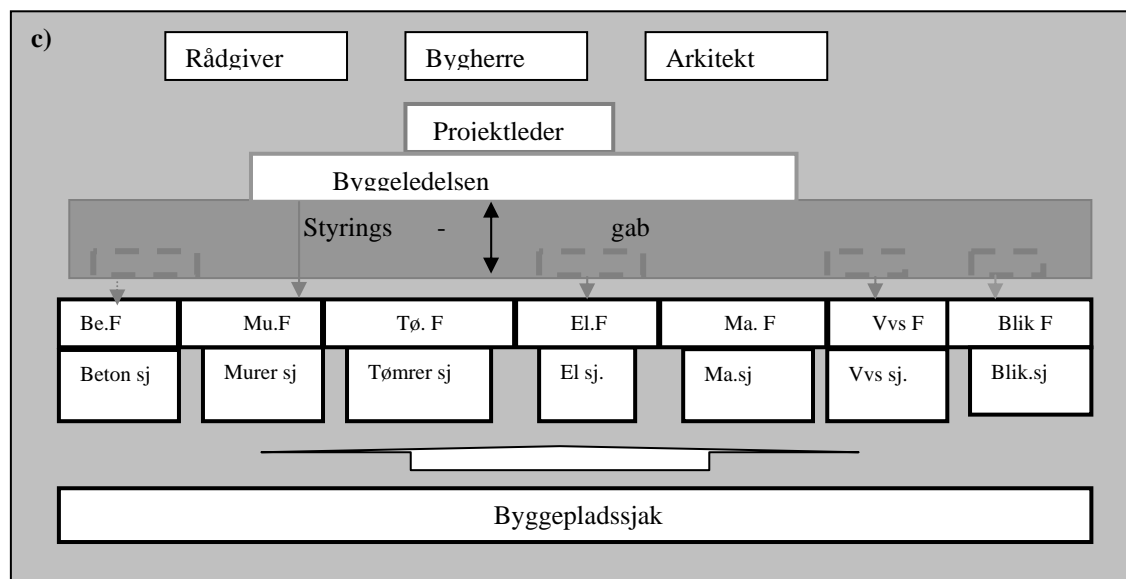 c)
Rådgiver Bygherre Arkitekt
Projektleder
Byggeledelsen
Styrings - gab
Be.F Mu.F Tø. F El.F Ma. F Vvs F Blik F
Beton sj Murer sj Tømrer sj El sj. Ma.sj Vvs sj. Blik.sj
Byggepladssjak